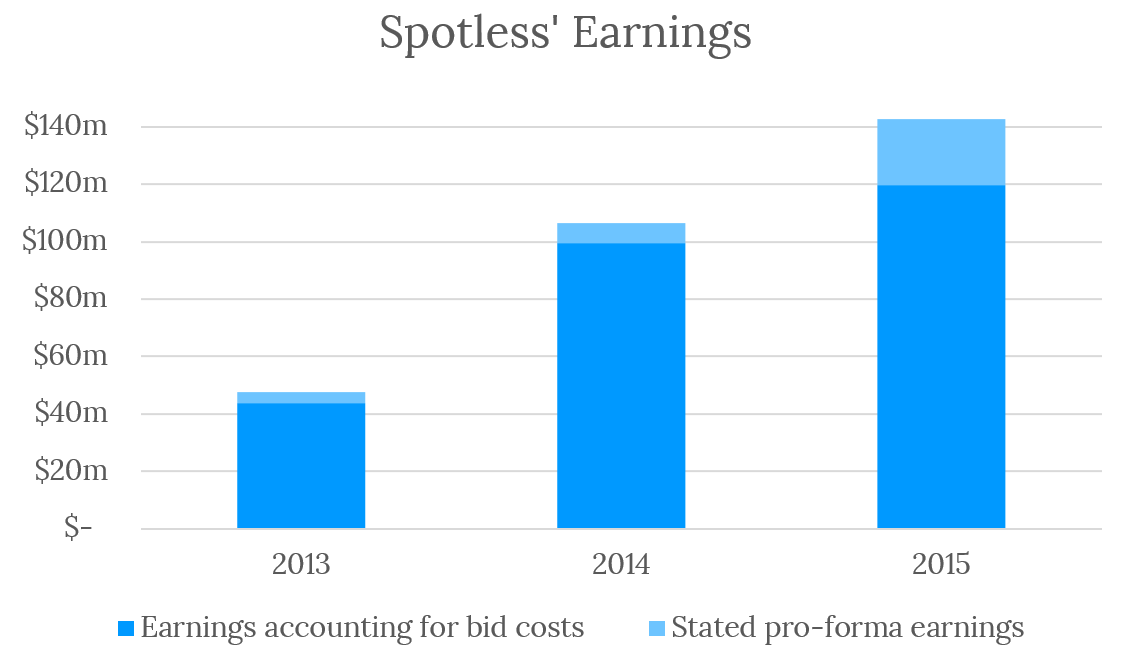 Spotless' Earnings
$140m
$120m
$100m
$80m
$60m
$40m
$20m
$-
2013 2014 2015
Earnings accounting for bid costs Stated pro-forma earnings